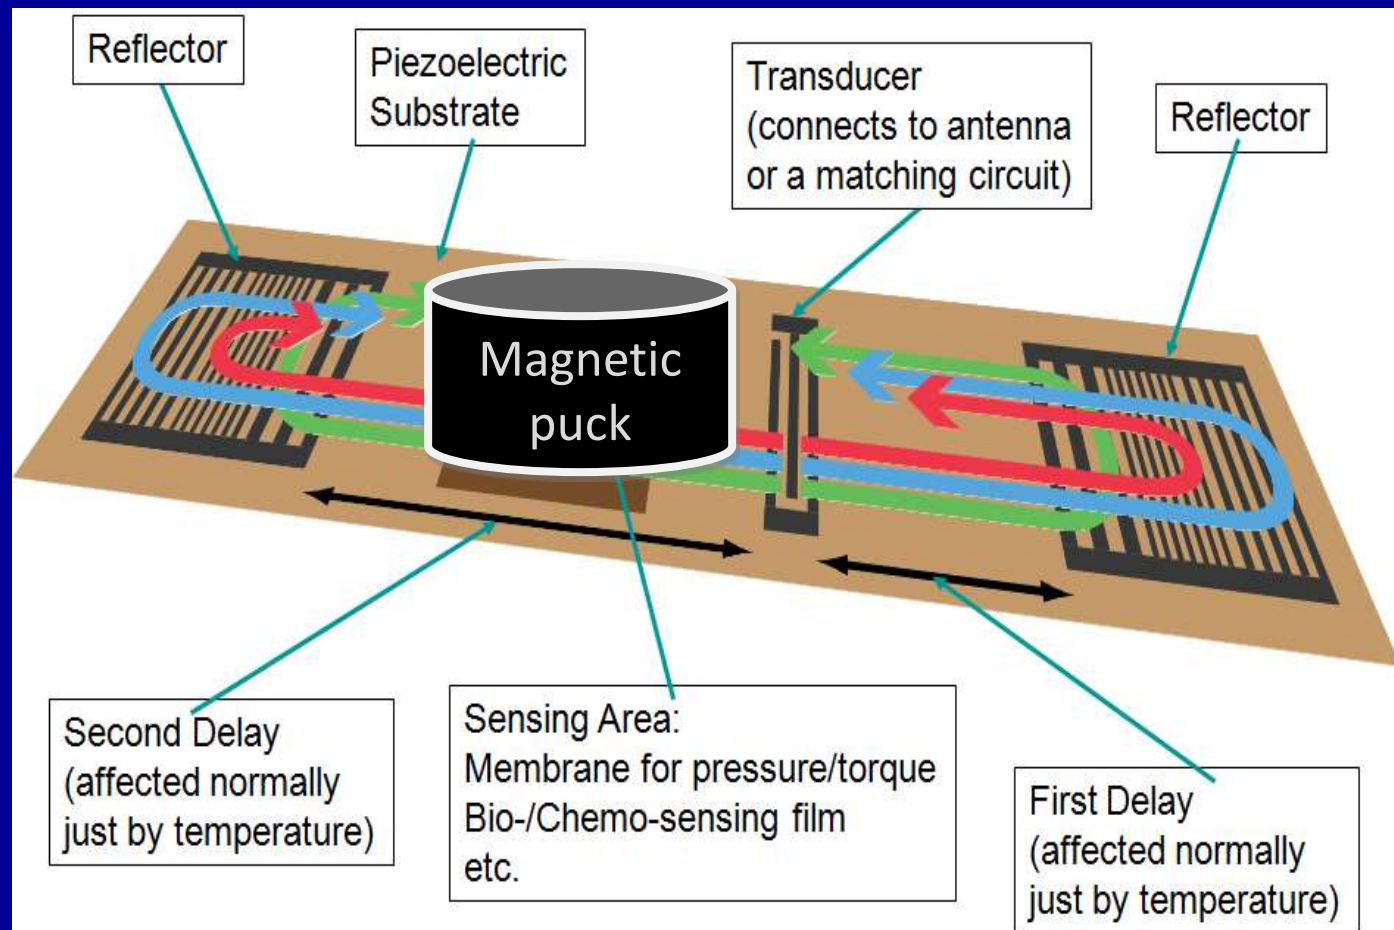 Reflector
Piezoelectric
Substrate
Transducer
(connects to antenna
or a matching circuit)
Reflector
Magnetic
puck
Second Delay
(affected normally
just by temperature)
Sensing Area:
Membrane for pressure/torque
Bio-/Chemo-sensing film
etc.
First Delay
(affected normally
just by temperature)